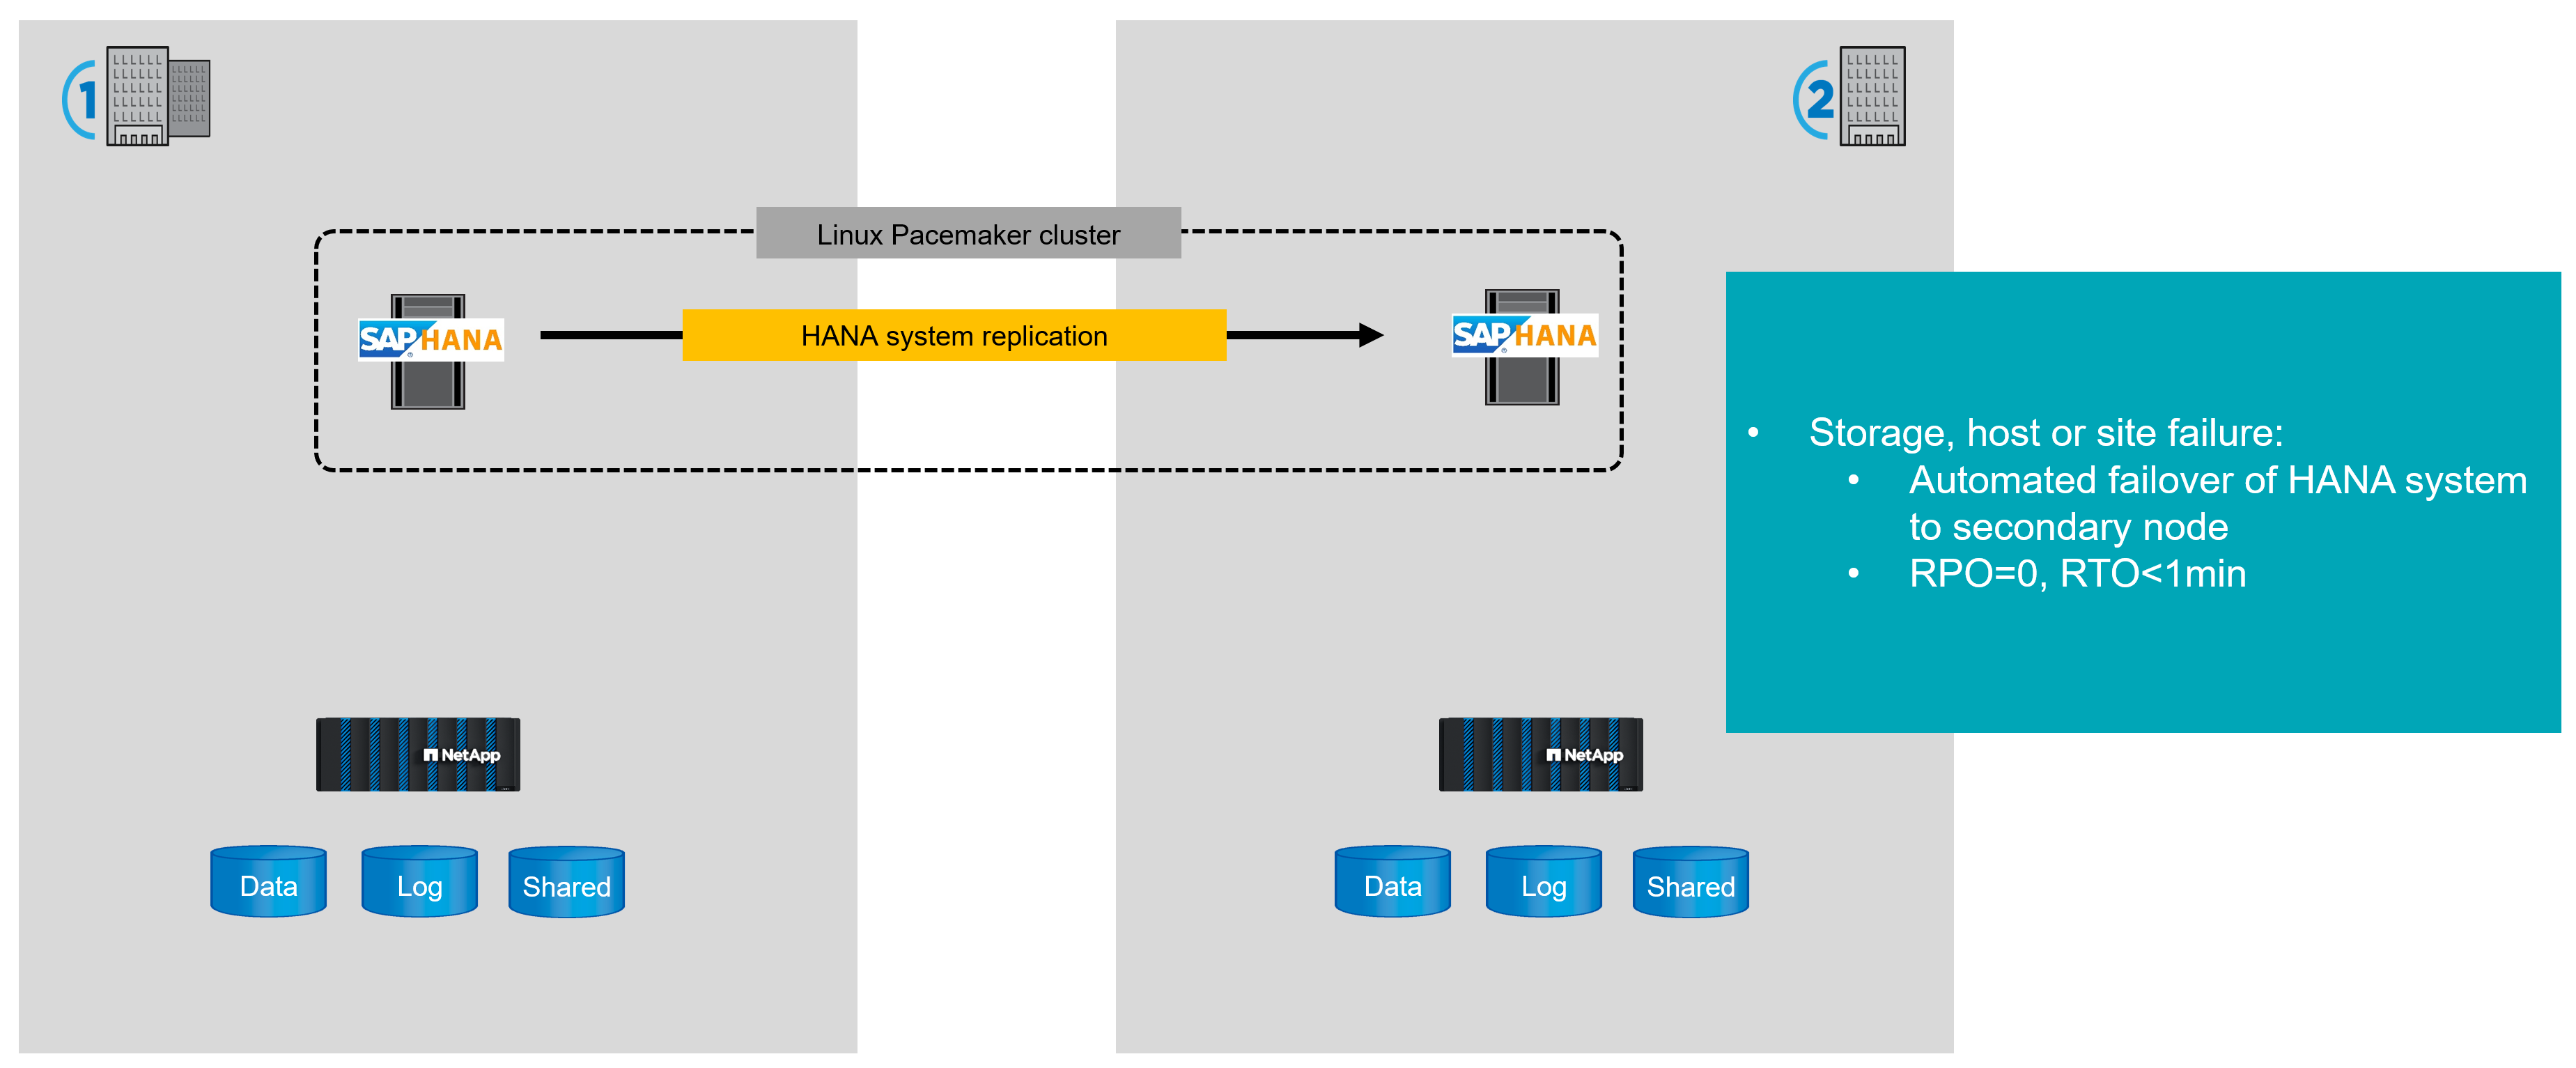 1
2
Linux Pacemaker cluster
SAP HANA
HANA system replication
SAP HANA
• Storage, host or site failure:
• Automated failover of HANA system
to secondary node
• RPO=0, RTO<1min
NetApp
NetApp
Data
Log
Shared
Data
Log
Shared